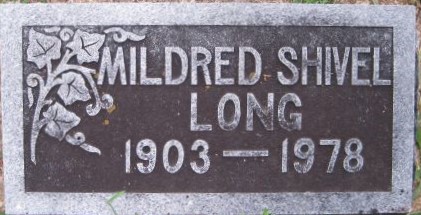 MILDRED SHIVEL
LONG
1903 — 1978